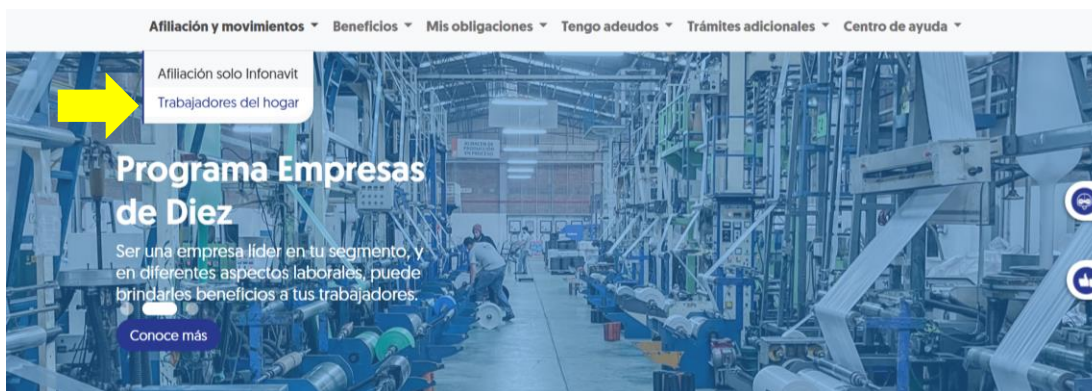 Afiliación y movimientos Beneficios Mis obligaciones Tengo adeudos Trámites adicionales Centro de ayuda
Afiliación solo Infonavit
Trabajadores del hogar
Programa Empresas
de Diez
Ser una empresa líder en tu segmento, y
en diferentes aspectos laborales, puede
brindarles beneficios a tus trabajadores.
Conoce más